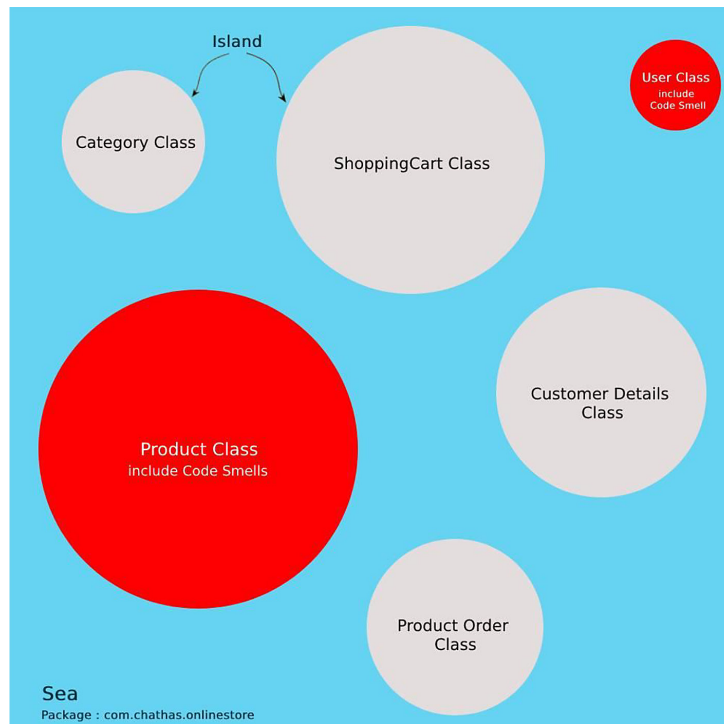 Island
User Class
include
Code Smell
Category Class
ShoppingCart Class
Customer Details
Class
Product Class
include Code Smells
Product Order
Class
Sea
Package : com.chathas.onlinestore